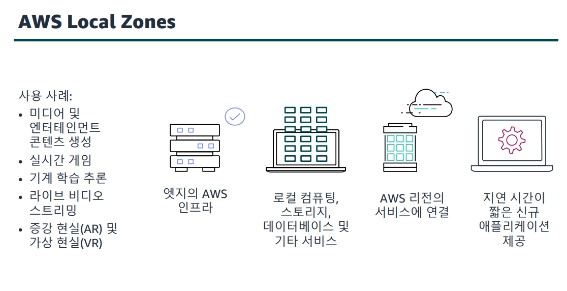 AWS Local Zones
사용 사례:
• 미디어 및
엔터테인먼트
콘텐츠 생성
• 실시간 게임
• 기계 학습 추론
• 라이브 비디오
스트리밍
• 증강 현실(AR) 및
가상 현실(VR)
엣지의 AWS
인프라
로컬 컴퓨팅,
스토리지,
데이터베이스 및
기타 서비스
AWS 리전의
서비스에 연결
지연 시간이
짧은 신규
애플리케이션
제공